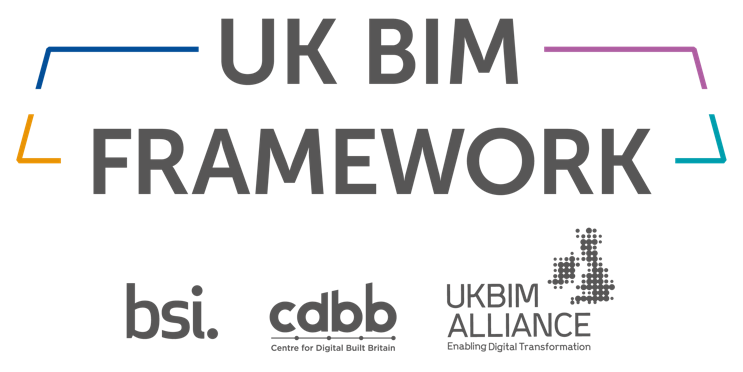 UK BIM
FRAMEWORK
bsi.
cdbb
Centre for Digital Built Britain
UKBIM
ALLIANCE
Enabling Digital Transformation